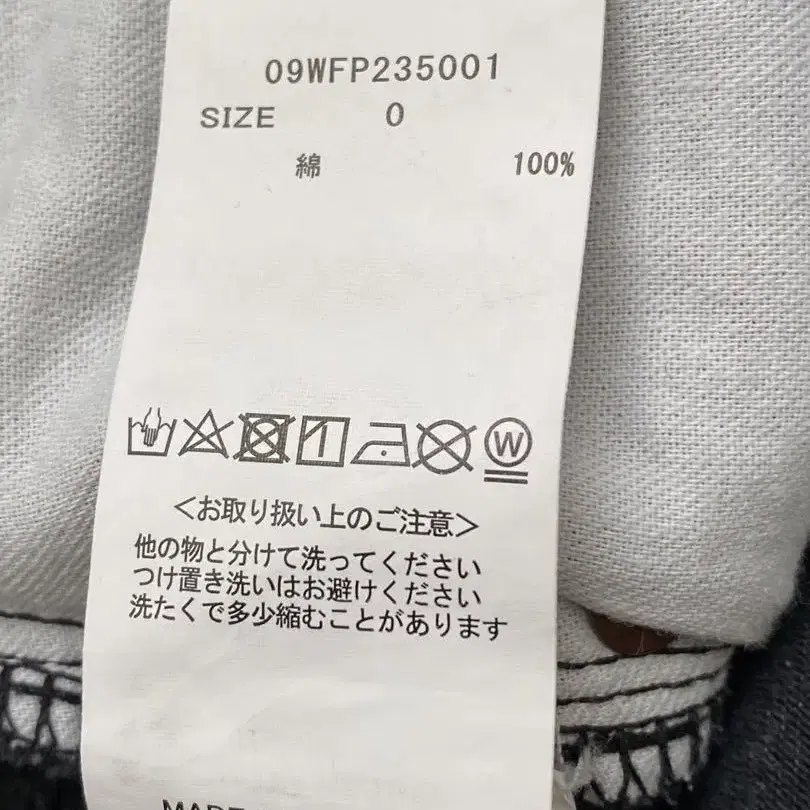 09WFP235001
SIZE 0
綿 100%
W
<お取り扱い上のご注意>
他の物と分けて洗ってください
つけ置き洗いはお避けください
洗たくで多少縮むことがあります
MADE